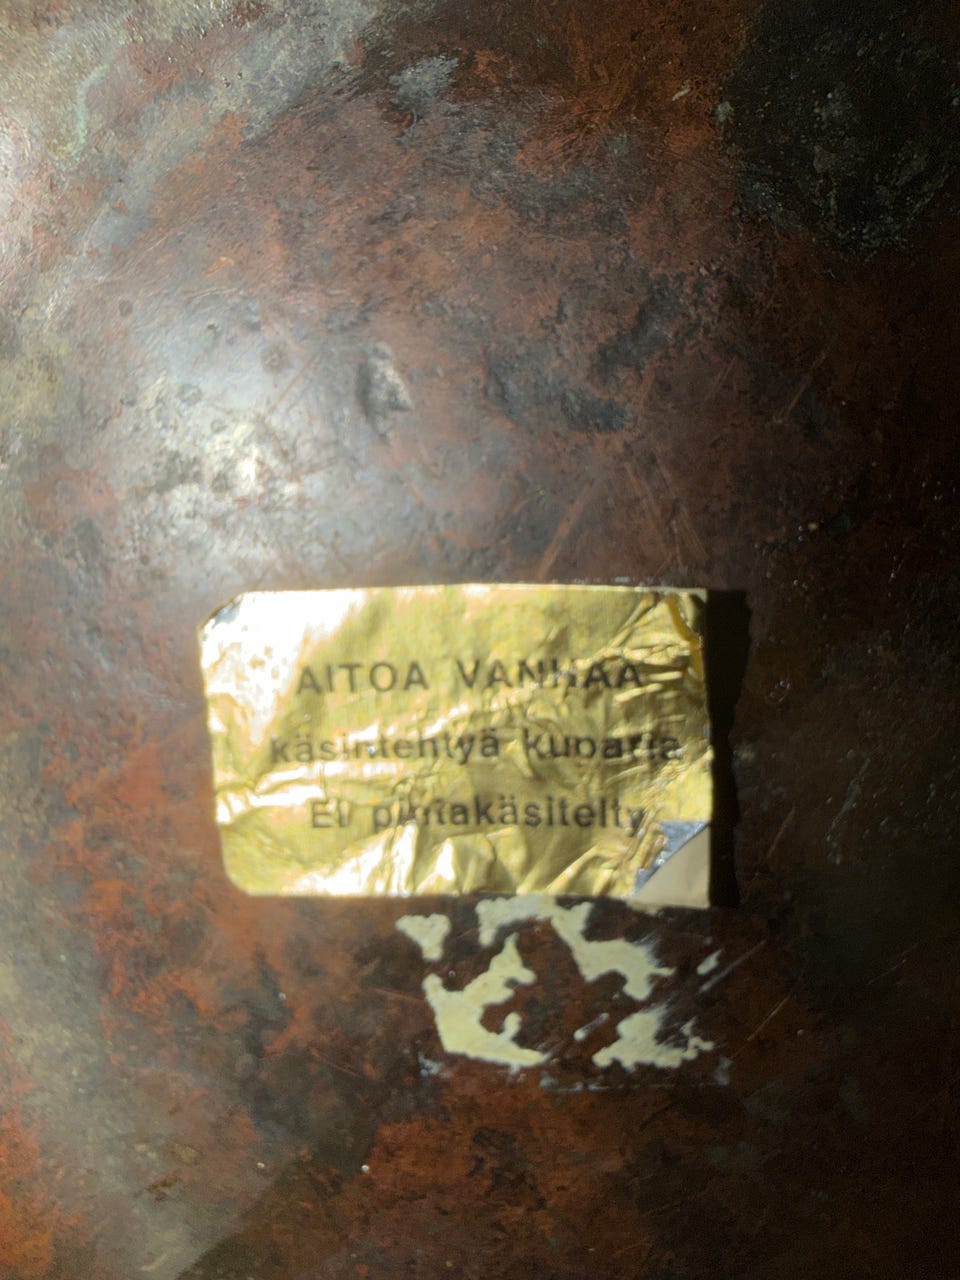 AITOA VANHAA
käsintehtyä kuparia
Ei pintakäsitelty